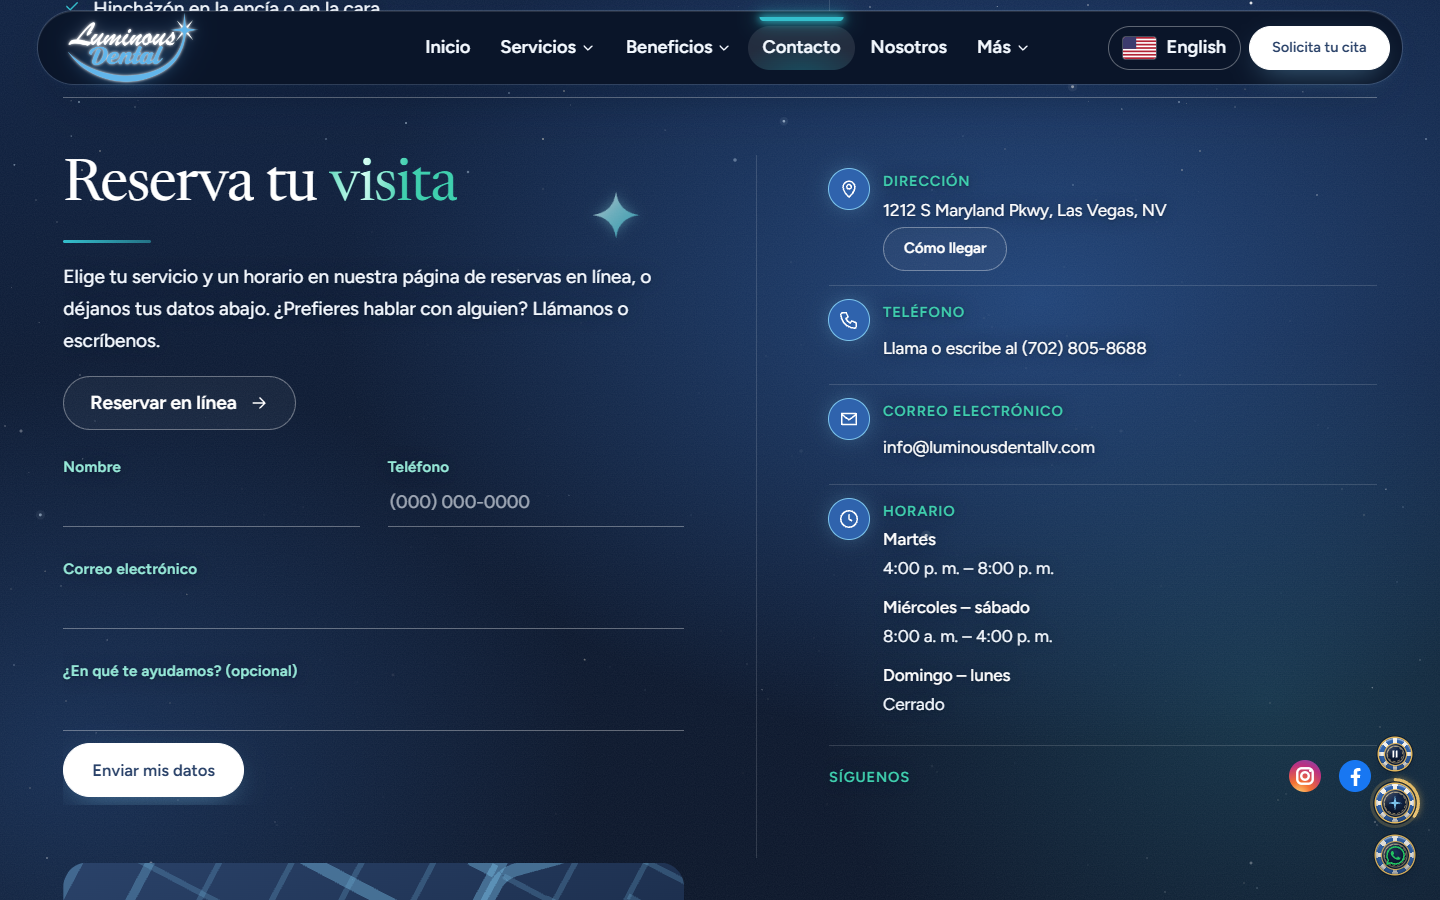 Hinchazón en la encía o en la cara
Luminous
Dental
Inicio
Servicios
Beneficios
Contacto
Nosotros
Más
English
Solicita tu cita
Reserva tu visita
Elige tu servicio y un horario en nuestra página de reservas en línea, o
déjanos tus datos abajo. ¿Prefieres hablar con alguien? Llámanos o
escríbenos.
Reservar en línea
Nombre
Teléfono
(000) 000-0000
Correo electrónico
¿En qué te ayudamos? (opcional)
Enviar mis datos
DIRECCIÓN
1212 S Maryland Pkwy, Las Vegas, NV
Cómo llegar
TELÉFONO
Llama o escribe al (702) 805-8688
CORREO ELECTRÓNICO
info@luminousdentallv.com
HORARIO
Martes
4:00 p. m. – 8:00 p. m.
Miércoles – sábado
8:00 a. m. – 4:00 p. m.
Domingo – lunes
Cerrado
SÍGUENOS